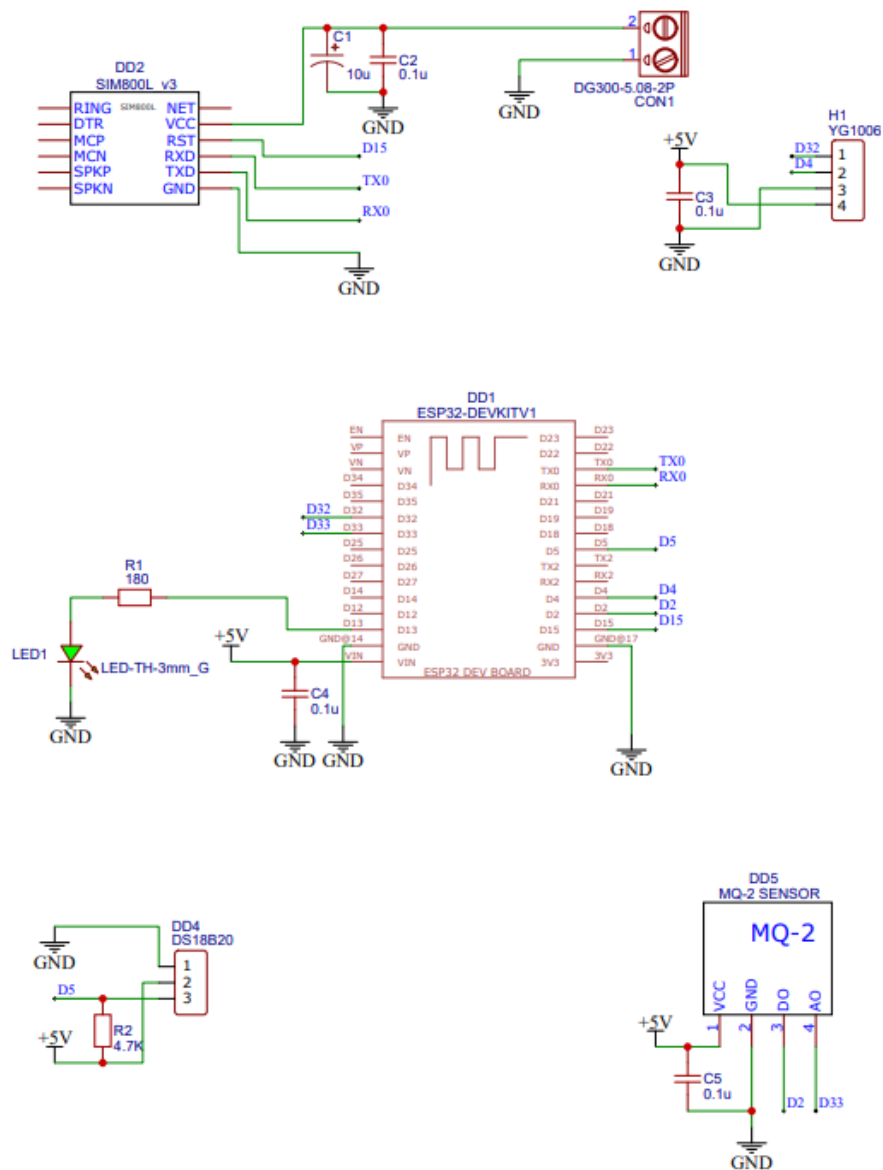 DD2
SIM800L v3
SIM800L
RING NET
DTR VCC
MCP RST
MCN RXD
SPKP TXD
SPKN GND
D15
TX0
RX0
GND
C1
+
10u
C2
0.1u
GND
2
1
GND
DG300-5.08-2P
CON1
H1
YG1006
+5V
D32
D4
1
2
3
4
C3
0.1u
GND
DD1
ESP32-DEVKITV1
EN EN D23 D23
VP VP D22 D22
VN VN TX0 TX0 TX0
D34 D34 RX0 RX0 RX0
D35 D35 D21 D21
D32 D32 D32 D19 D19
D33 D33 D33 D18 D18
D25 D25 D5 D5 D5
D26 D26 TX2 TX2
D27 D27 RX2 RX2
D14 D14 D4 D4 D4
D12 D12 D2 D2 D2
D13 D13 D15 D15 D15
GND@14 GND GND GND@17
VIN VIN 3V3 3V3
ESP32 DEV BOARD
R1
180
LED1
LED-TH-3mm_G
GND
+5V
C4
0.1u
GND
GND
GND
DD4
DS18B20
GND
1
2
3
D5
R2
4.7K
+5V
DD5
MQ-2 SENSOR
MQ-2
VCC GND DO AO
1 2 3 4
+5V
C5
0.1u
D2
D33
GND